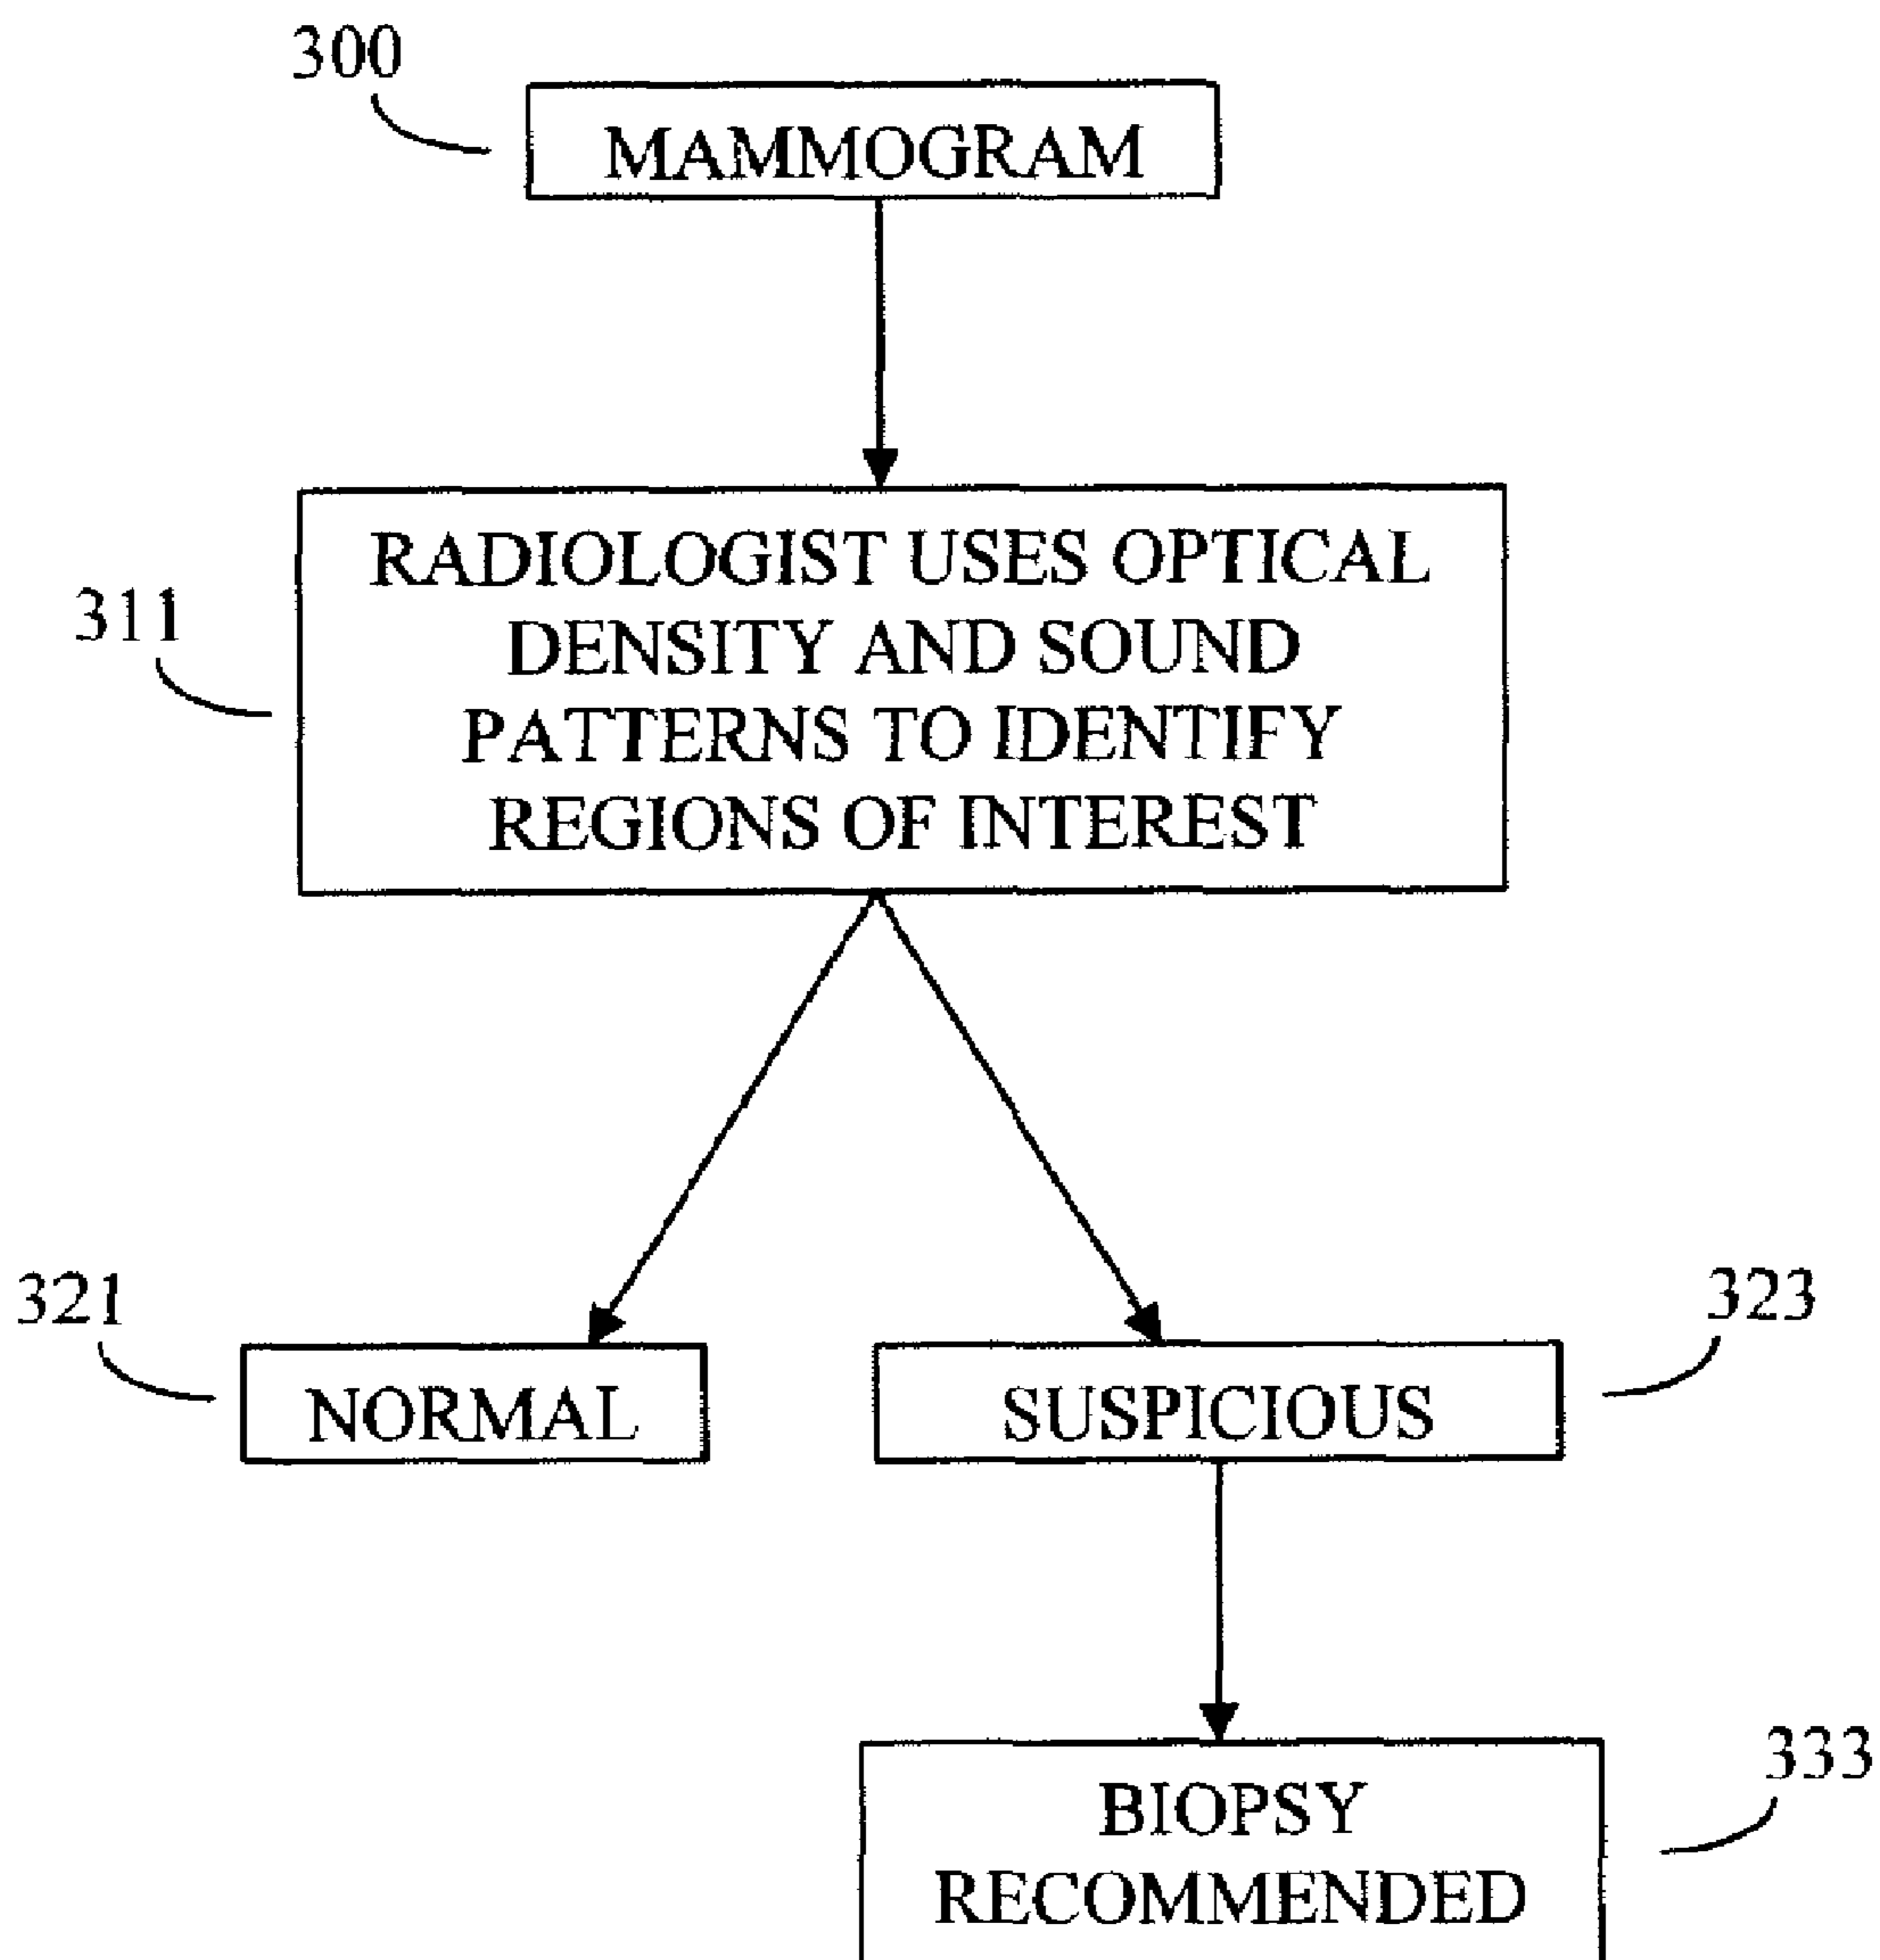 300
MAMMOGRAM
311
RADIOLOGIST USES OPTICAL
DENSITY AND SOUND
PATTERNS TO IDENTIFY
REGIONS OF INTEREST
321
NORMAL
323
SUSPICIOUS
333
BIOPSY
RECOMMENDED